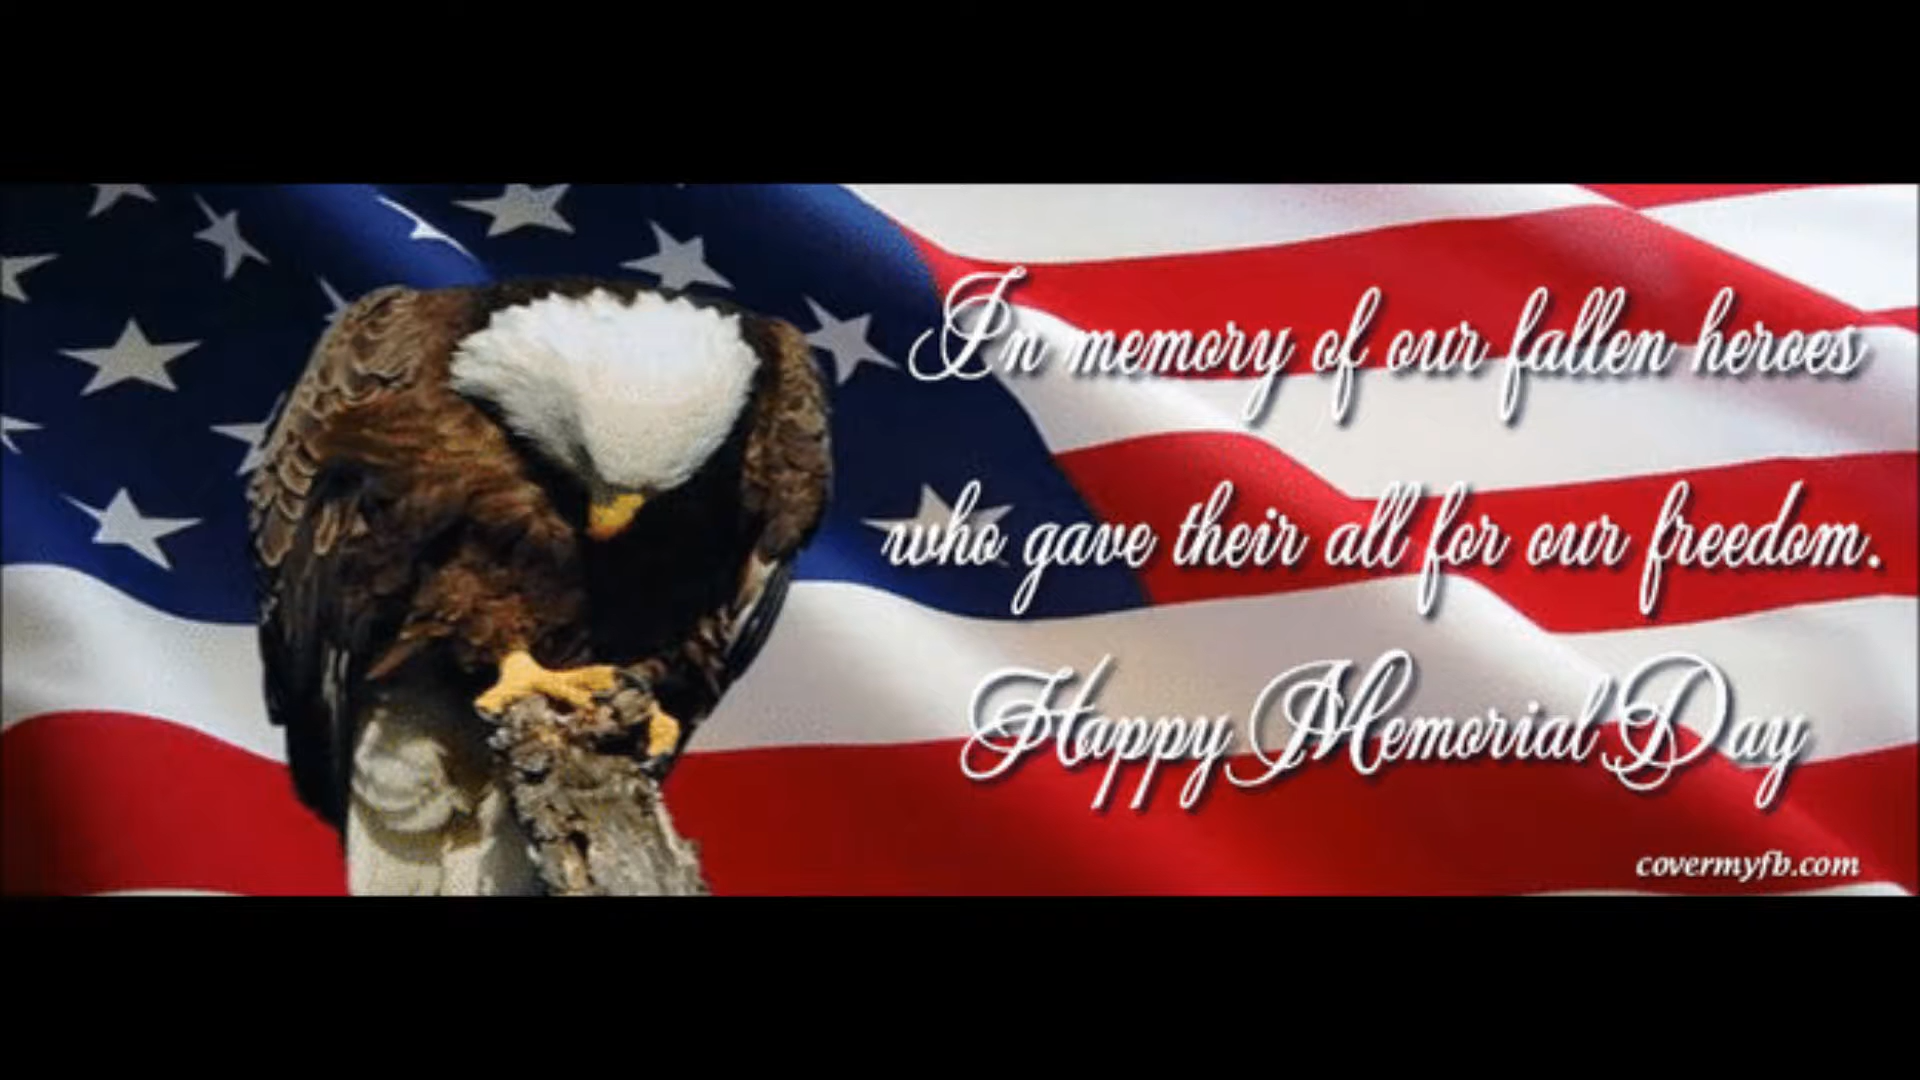 In memory of our fallen heroes
who gave their all for our freedom.
Happy Memorial Day
covermyfb.com